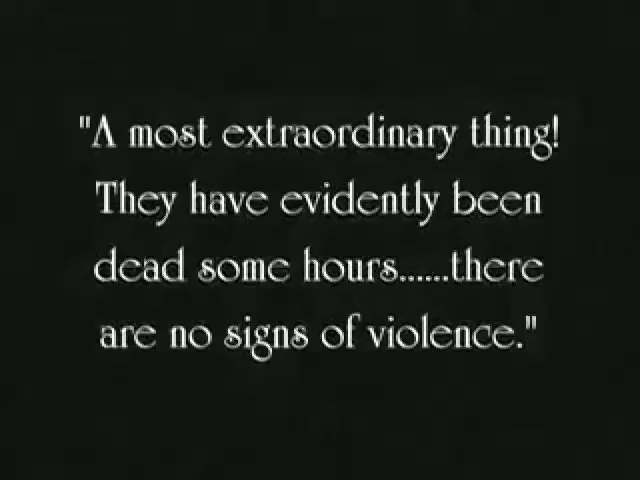 "A most extraordinary thing!
They have evidently been
dead some hours......there
are no signs of violence."